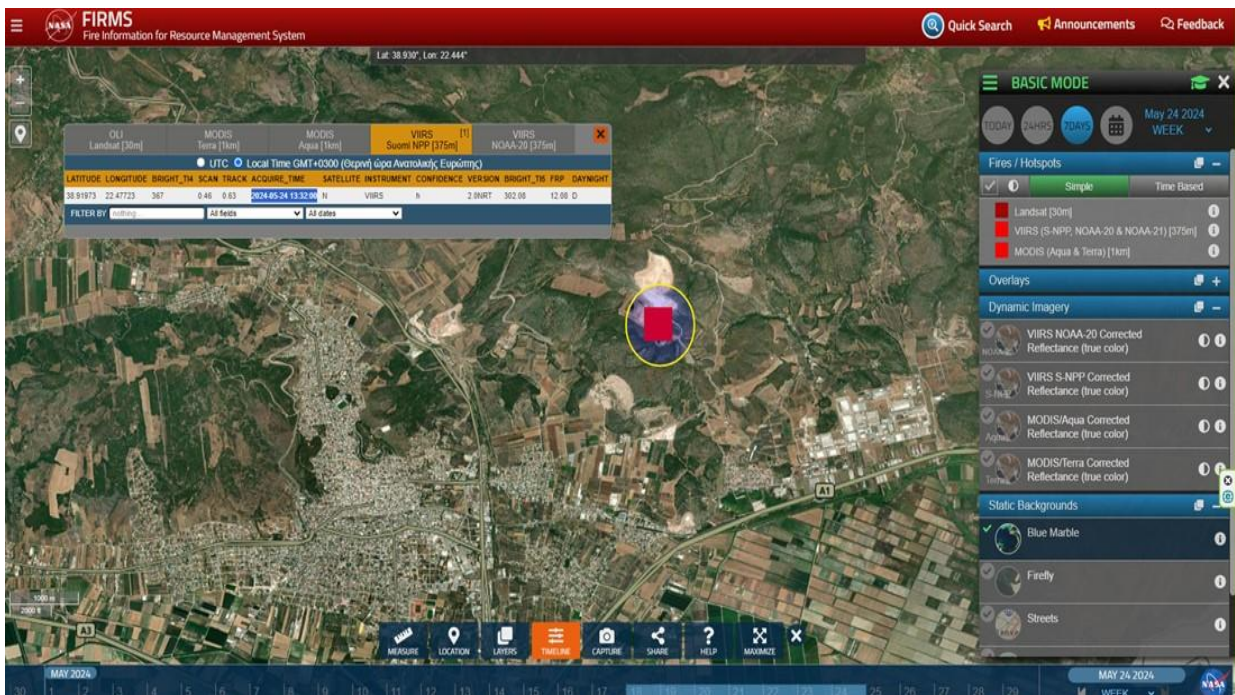 NASA
FIRMS
Fire Information for Resource Management System
Quick Search
Announcements
Feedback
Lat: 38.930°, Lon: 22.444°
OLI
Landsat [30m]
MODIS
Terra [1km]
MODIS
Aqua [1km]
VIIRS [1]
Suomi NPP [375m]
VIIRS
NOAA-20 [375m]
UTC Local Time GMT+0300 (Θερινή ώρα Ανατολικής Ευρώπης)
LATITUDE LONGITUDE BRIGHT_TI4 SCAN TRACK ACQUIRE_TIME SATELLITE INSTRUMENT CONFIDENCE VERSION BRIGHT_TI5 FRP DAYNIGHT
38.91973 22.47723 367 0.46 0.63 2024-05-24 13:32:00 N VIIRS h 2.0NRT 302.08 12.08 D
FILTER BY nothing... All fields All dates
A1
A3
1000 m
2000 ft
BASIC MODE
TODAY 24HRS 7DAYS
May 24 2024
WEEK
Fires / Hotspots
Simple Time Based
Landsat [30m]
VIIRS (S-NPP, NOAA-20 & NOAA-21) [375m]
MODIS (Aqua & Terra) [1km]
Overlays
Dynamic Imagery
VIIRS NOAA-20 Corrected
Reflectance (true color)
VIIRS S-NPP Corrected
Reflectance (true color)
MODIS/Aqua Corrected
Reflectance (true color)
Aqua
MODIS/Terra Corrected
Reflectance (true color)
Terra
Static Backgrounds
Blue Marble
Firefly
Streets
MEASURE
LOCATION
LAYERS
TIMELINE
CAPTURE
SHARE
HELP
MAXIMIZE
MAY 2024
MAY 24 2024
30 1 2 3 4 5 6 7 8 9 10 11 12 13 14 15 16 17 18 19 20 21 22 23 24 25 26 27 28 29
WEEK
NASA